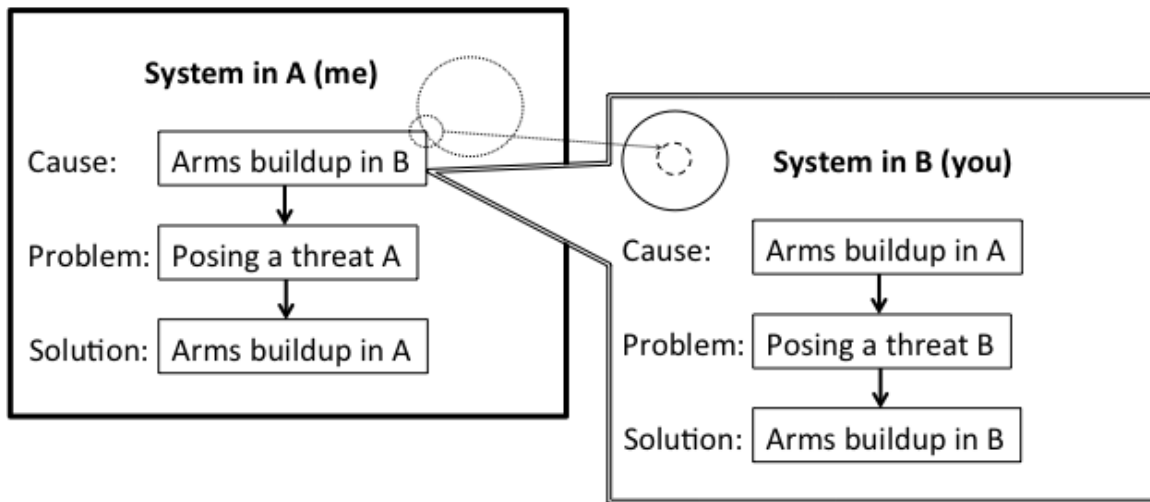 System in A (me)
Cause: Arms buildup in B
Problem: Posing a threat A
Solution: Arms buildup in A
System in B (you)
Cause: Arms buildup in A
Problem: Posing a threat B
Solution: Arms buildup in B